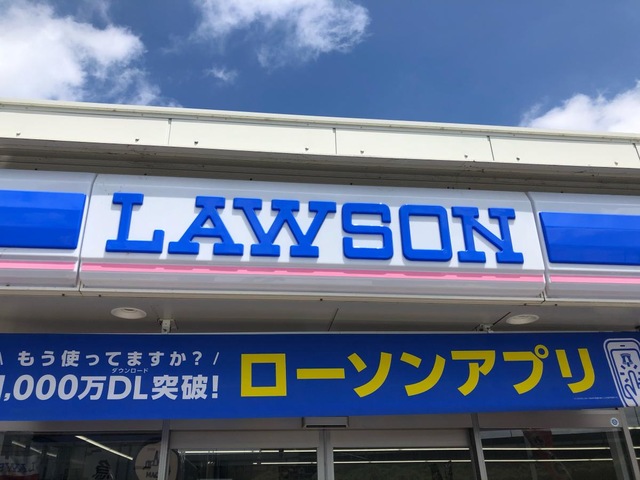 LAWSON
\ もう使ってますか? /
ダウンロード
,000万DL突破!
ローソンアプリ